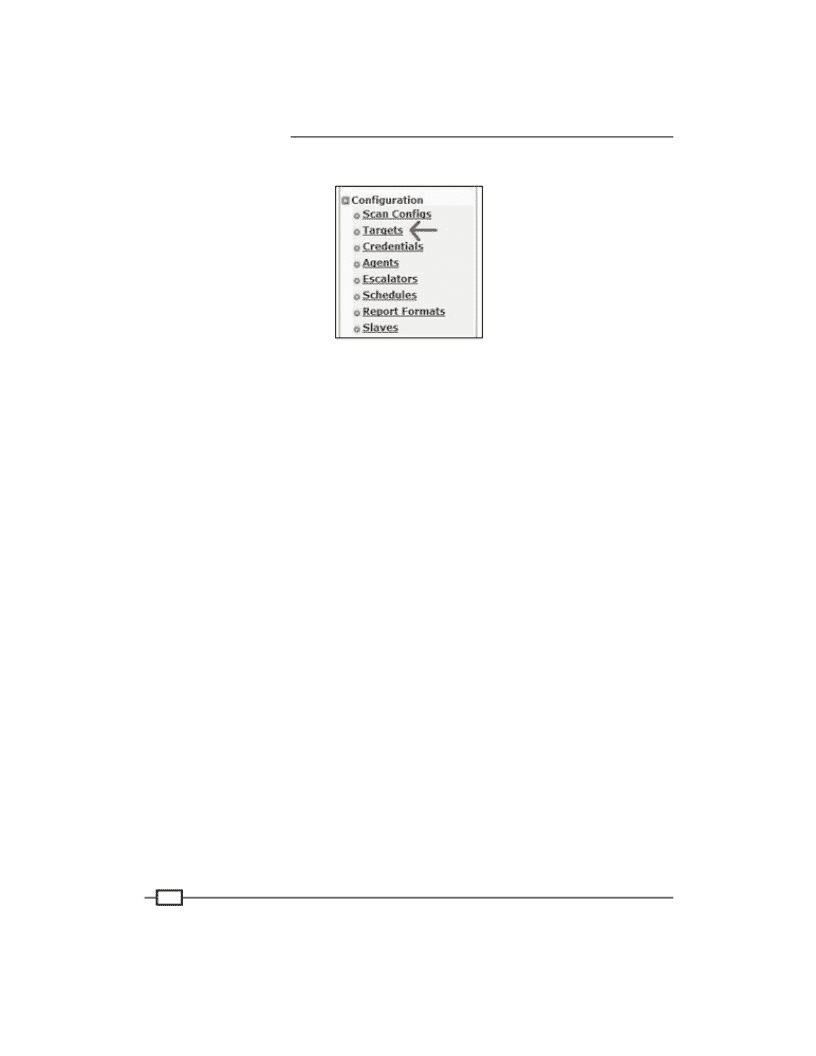 Configuration
Scan Configs
Targets
Credentials
Agents
Escalators
Schedules
Report Formats
Slaves